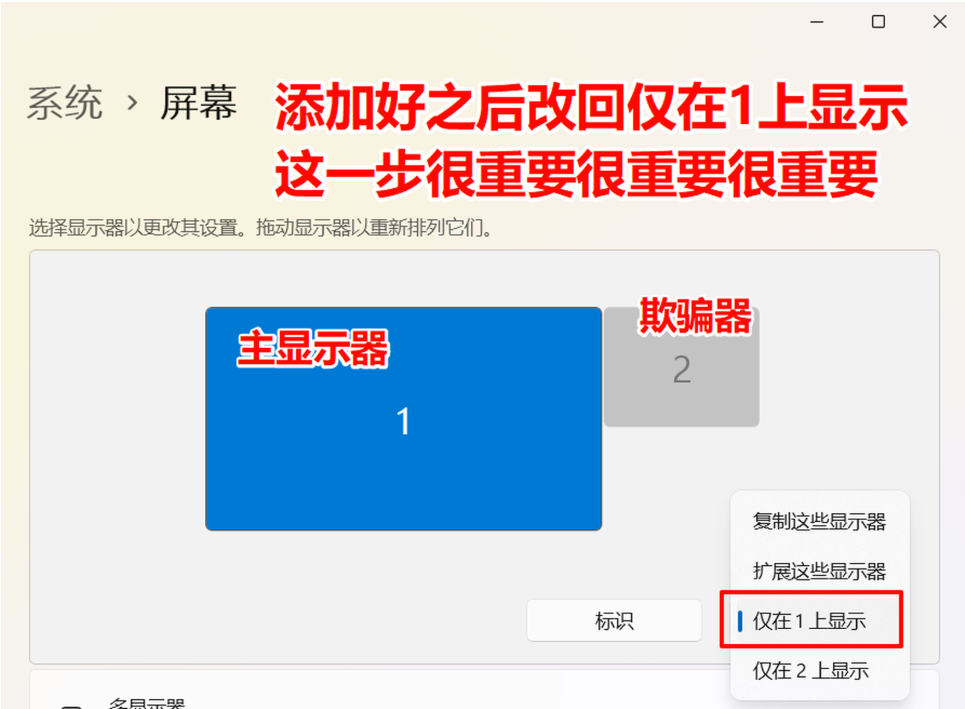 系统 › 屏幕
添加好之后改回仅在1上显示
这一步很重要很重要很重要
选择显示器以更改其设置。拖动显示器以重新排列它们。
主显示器
欺骗器
1
2
复制这些显示器
扩展这些显示器
标识
仅在 1 上显示
仅在 2 上显示
多显示器